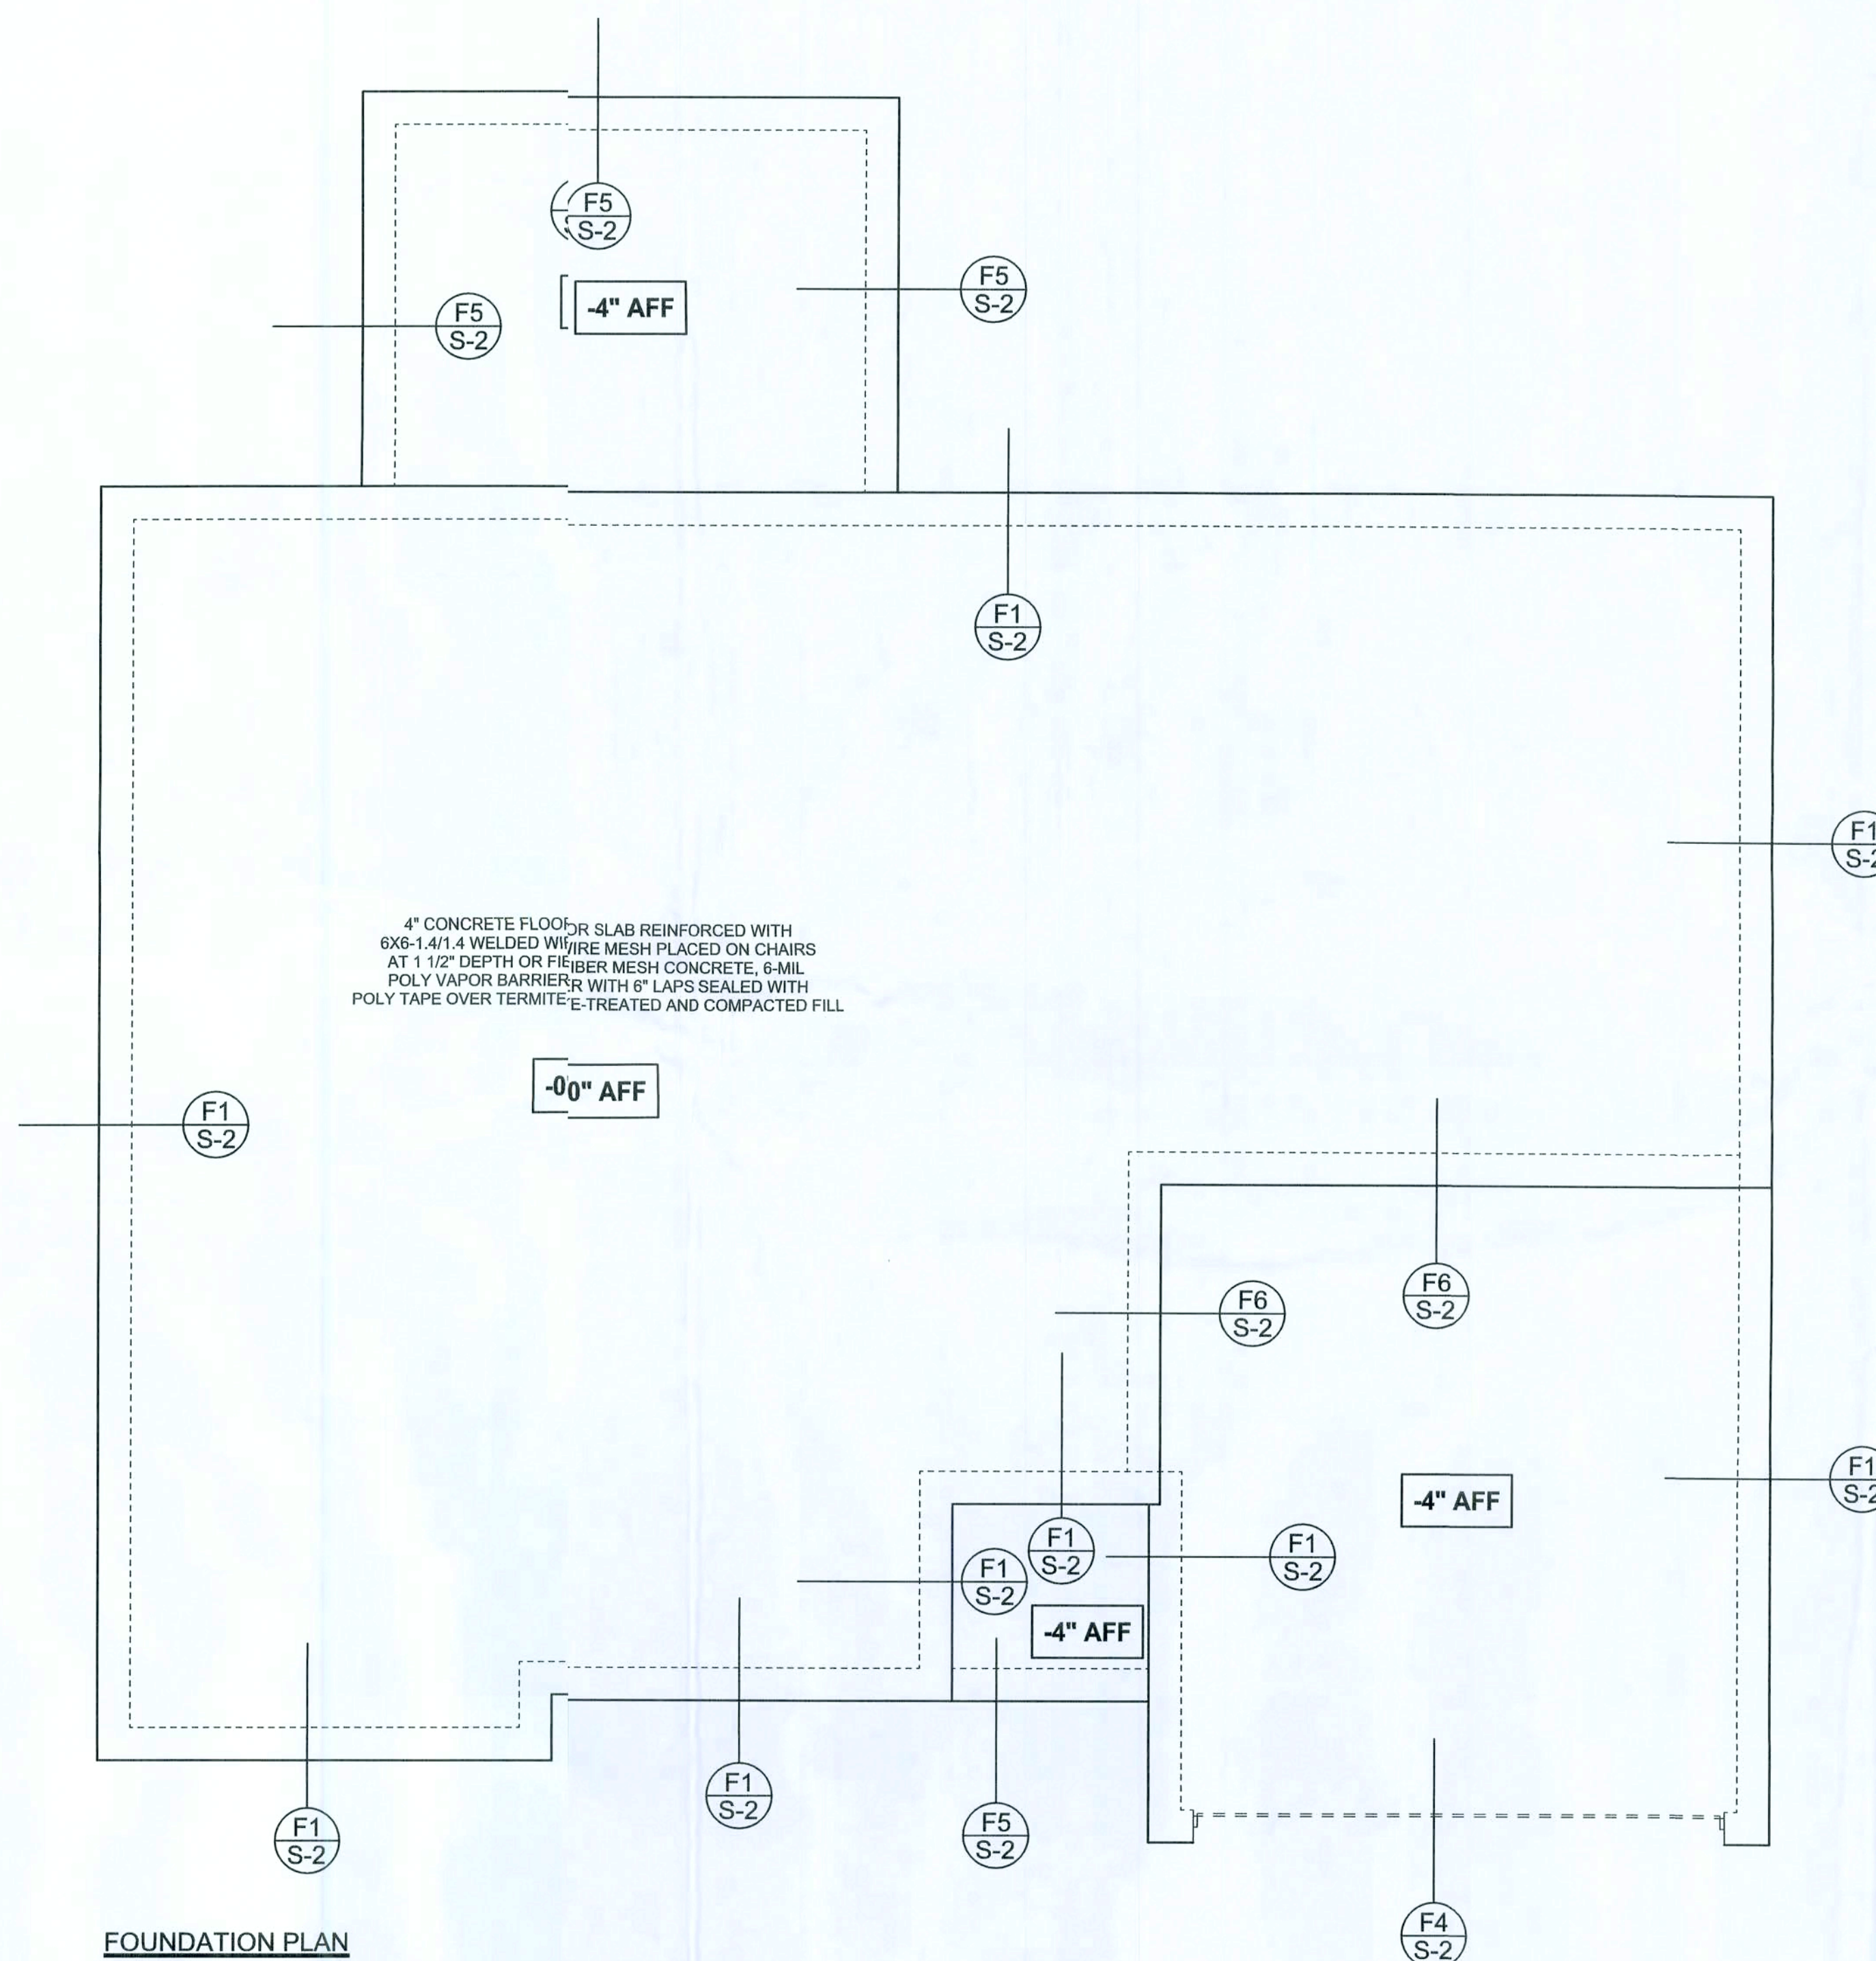 F5
S-2
F5
S-2
-4" AFF
F5
S-2
F1
S-2
F1
S-2
4" CONCRETE FLOOR SLAB REINFORCED WITH
6X6-1.4/1.4 WELDED WIRE MESH PLACED ON CHAIRS
AT 1 1/2" DEPTH OR FIBER MESH CONCRETE, 6-MIL
POLY VAPOR BARRIER WITH 6" LAPS SEALED WITH
POLY TAPE OVER TERMITE-TREATED AND COMPACTED FILL
-0'0" AFF
F1
S-2
F6
S-2
F6
S-2
F1
S-2
-4" AFF
F1
S-2
F1
S-2
F1
S-2
-4" AFF
F1
S-2
F5
S-2
F1
S-2
F4
S-2
FOUNDATION PLAN